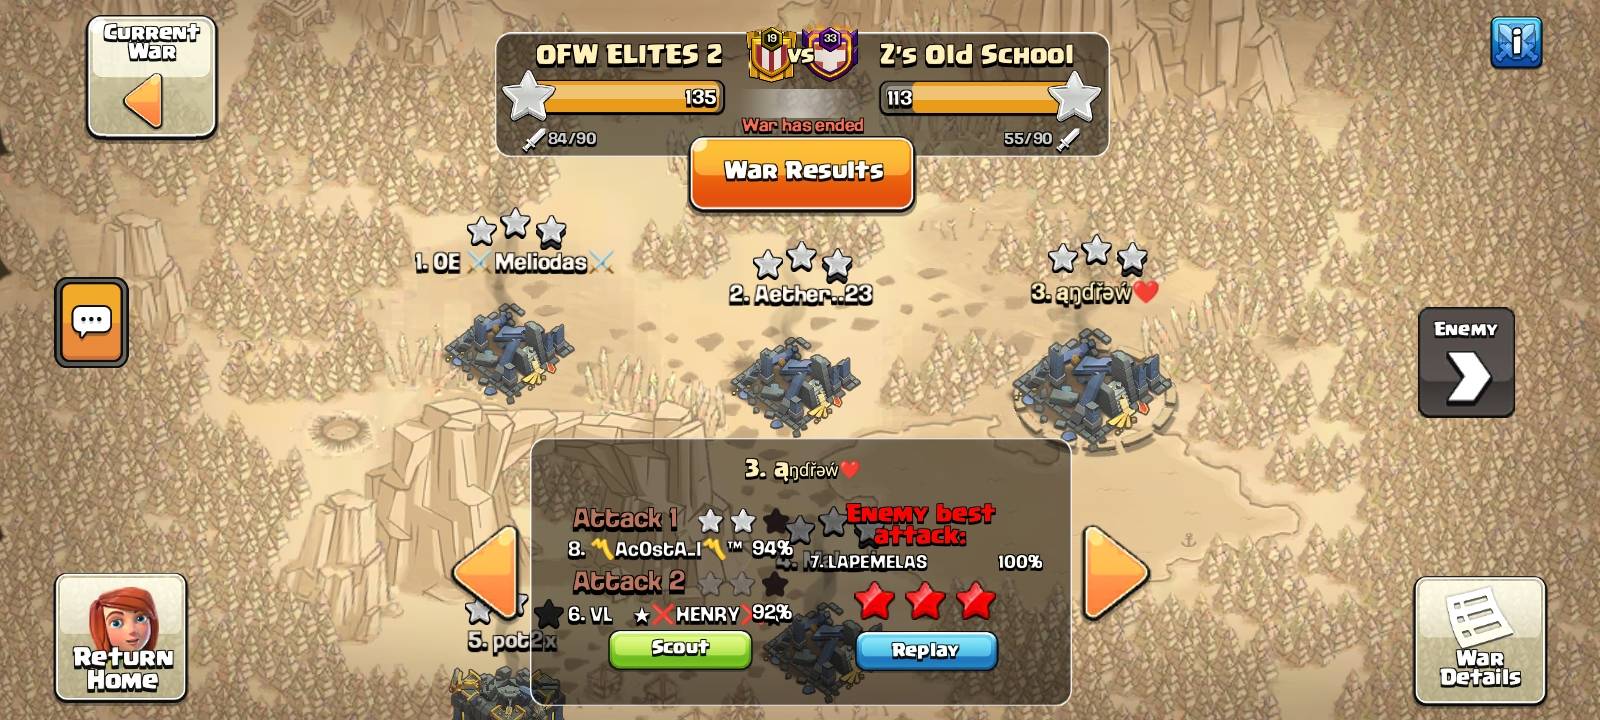 Current
War
OFW ELITES 2
19
vs
33
Z's Old School
135
113
84/90
War has ended
55/90
War Results
1. OE ⚔️Meliodas⚔️
2. Aether..23
3. ąŋďřəẃ❤️
Enemy
3. ąŋďřəẃ❤️
Attack 1
8. 〽️AcOstA_I〽️™ 94%
Attack 2
6. VL ★❌HENRY 92%
Enemy best
attack:
7. LAPEMELAS 100%
Scout
Replay
5. pot2x
Return
Home
War
Details